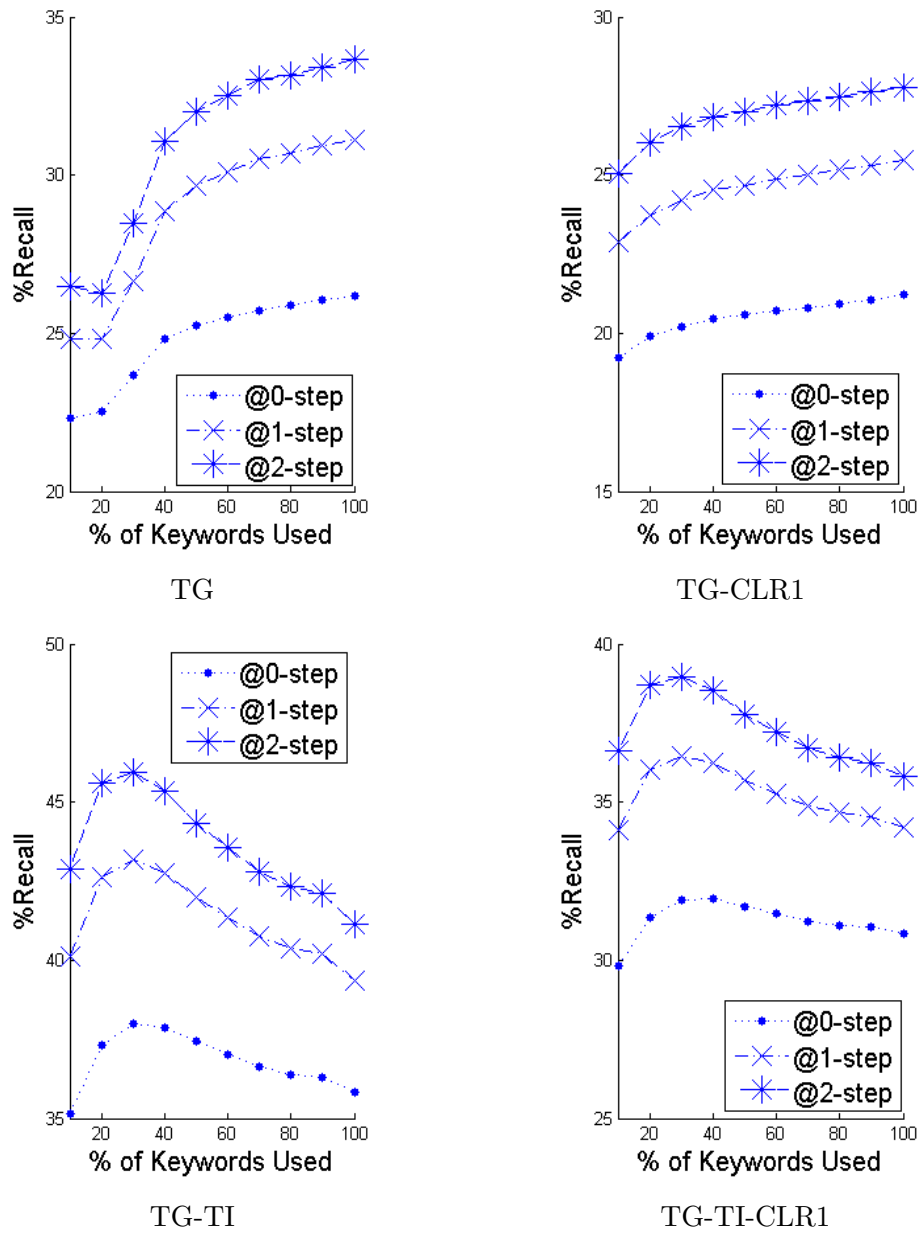 35
30
25
20
%Recall
20 40 60 80 100
% of Keywords Used
@0-step
@1-step
@2-step
TG
30
25
20
15
%Recall
20 40 60 80 100
% of Keywords Used
@0-step
@1-step
@2-step
TG-CLR1
50
45
40
35
%Recall
20 40 60 80 100
% of Keywords Used
@0-step
@1-step
@2-step
TG-TI
40
35
30
25
%Recall
20 40 60 80 100
% of Keywords Used
@0-step
@1-step
@2-step
TG-TI-CLR1